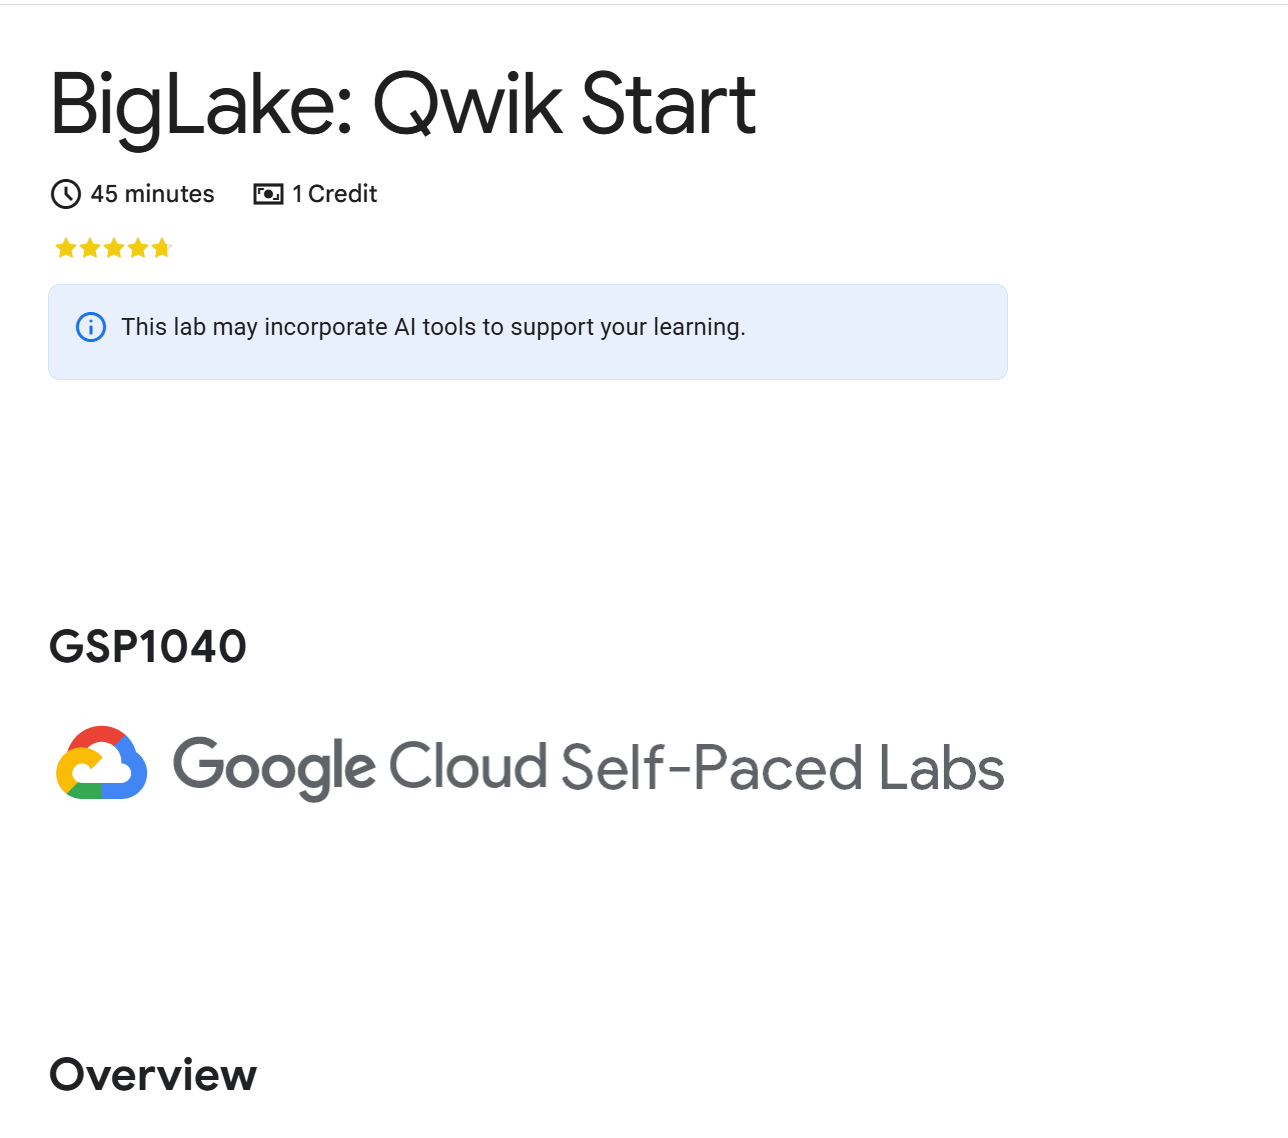 BigLake: Qwik Start
45 minutes 1 Credit
This lab may incorporate AI tools to support your learning.
GSP1040
Google Cloud Self-Paced Labs
Overview